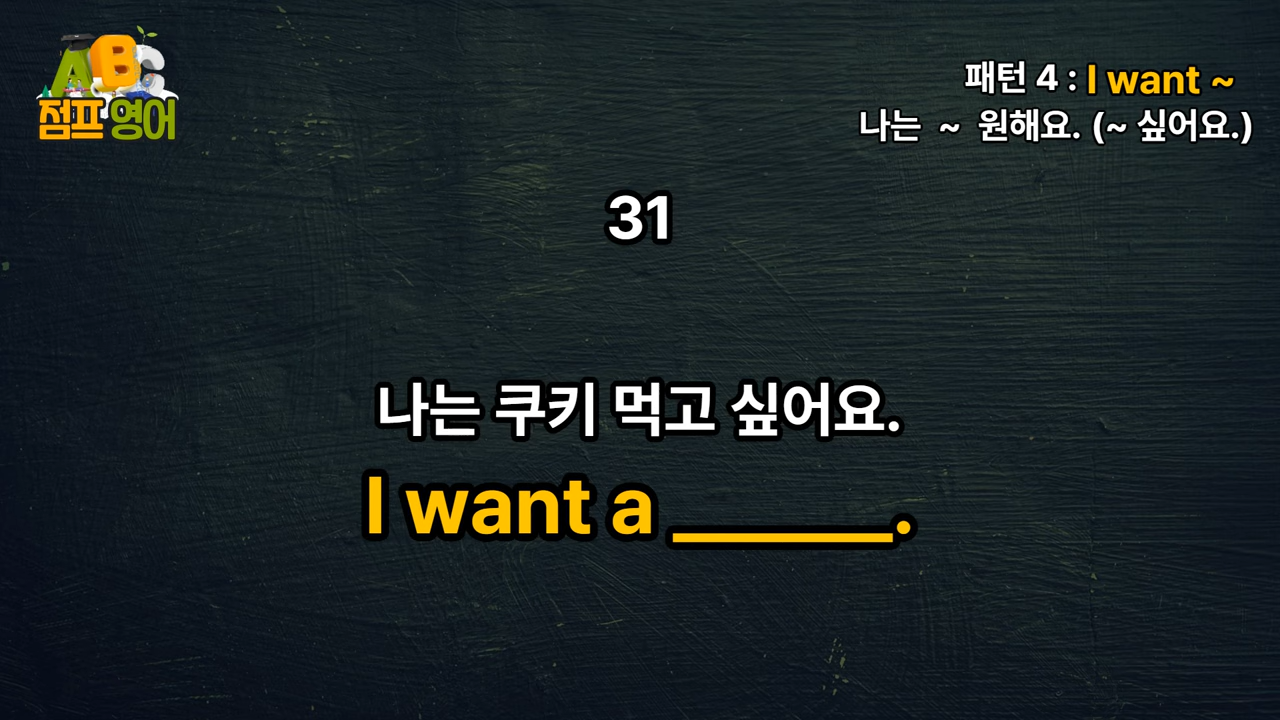 ABC
점프영어
패턴 4 : I want ~
나는 ~ 원해요. (~ 싶어요.)
31
나는 쿠키 먹고 싶어요.
I want a ______.